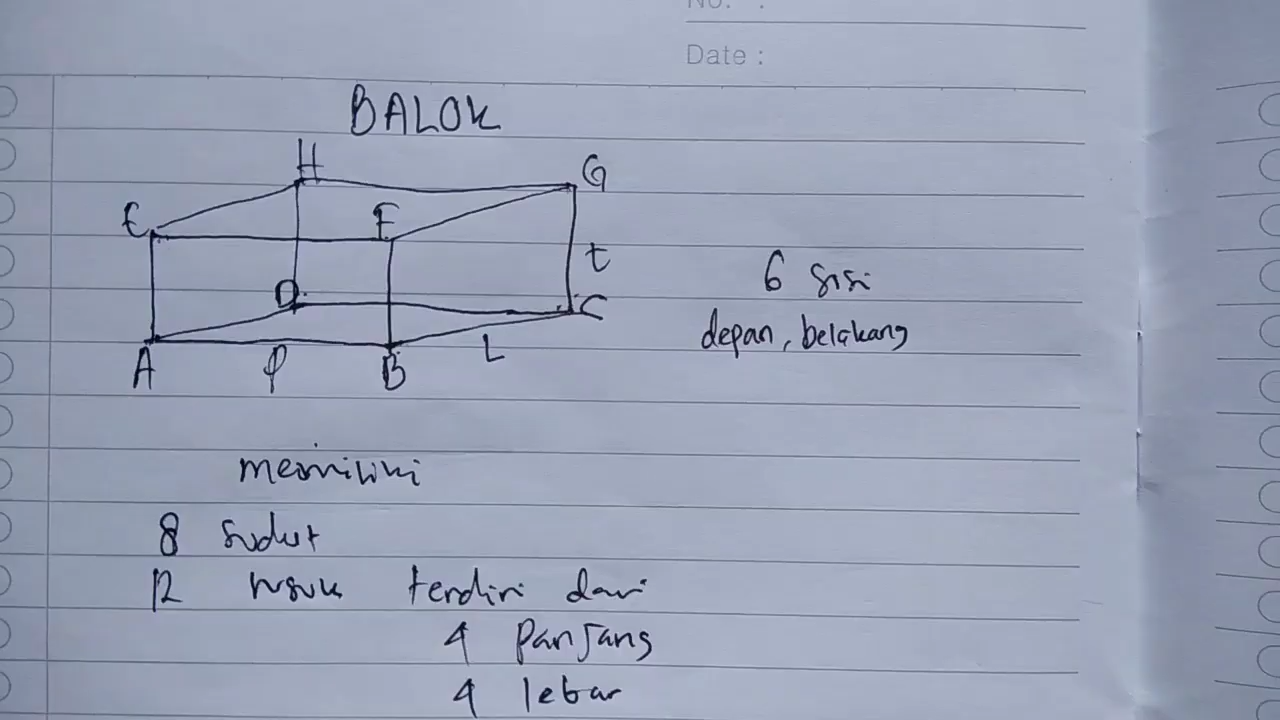 No. :
Date :
BALOK
H
G
E
F
t
D
C
A
P
B
L
6 sisi
depan, belakang
memiliki
8 sudut
12 rusuk terdiri dari
4 panjang
4 lebar